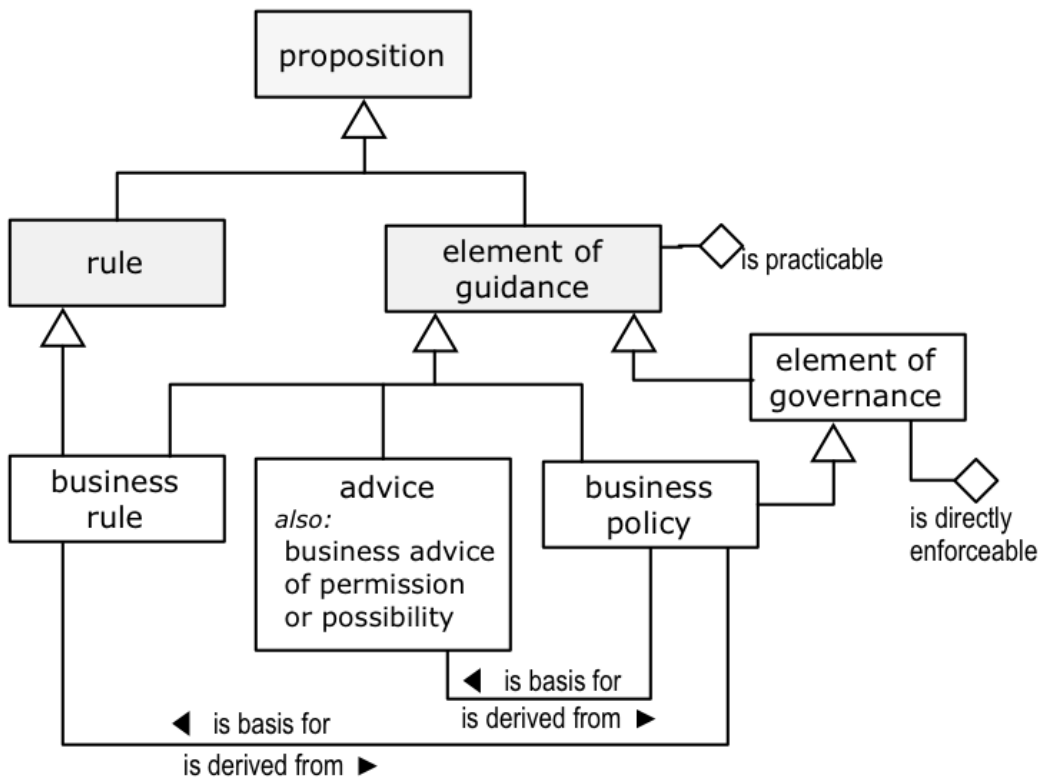 proposition
rule
element of
guidance
is practicable
element of
governance
business
rule
advice
also:
business advice
of permission
or possibility
business
policy
is directly
enforceable
◀ is basis for
is derived from ▶
◀ is basis for
is derived from ▶